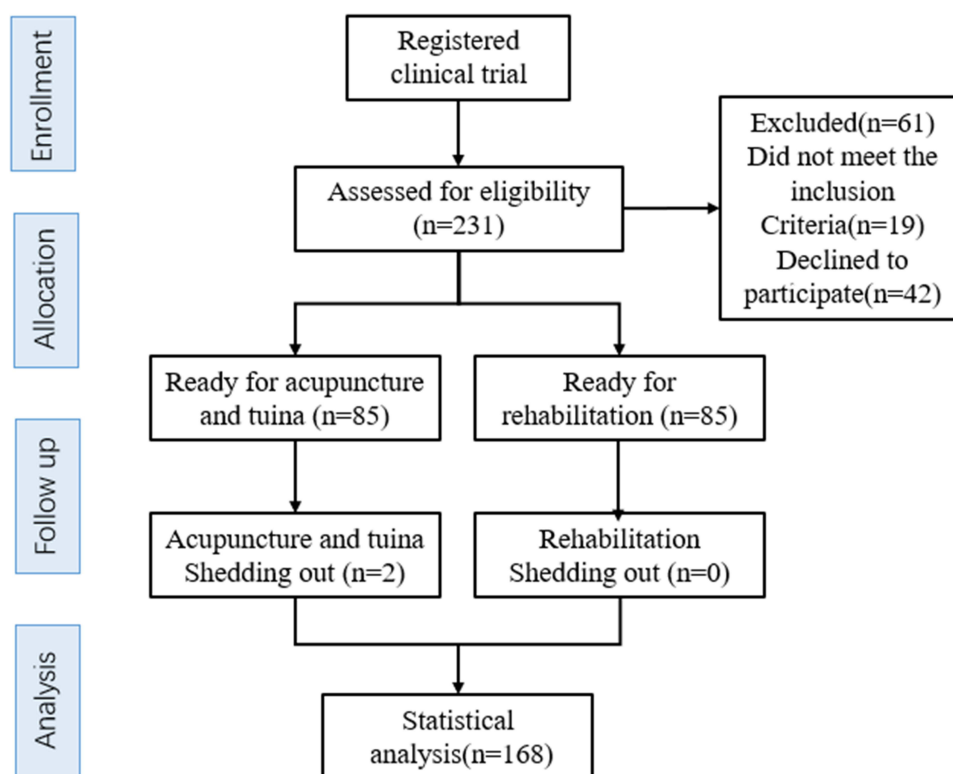 Enrollment
Registered
clinical trial
Excluded(n=61)
Did not meet the
inclusion
Criteria(n=19)
Declined to
participate(n=42)
Assessed for eligibility
(n=231)
Allocation
Ready for acupuncture
and tuina (n=85)
Ready for
rehabilitation (n=85)
Follow up
Acupuncture and tuina
Shedding out (n=2)
Rehabilitation
Shedding out (n=0)
Analysis
Statistical
analysis(n=168)